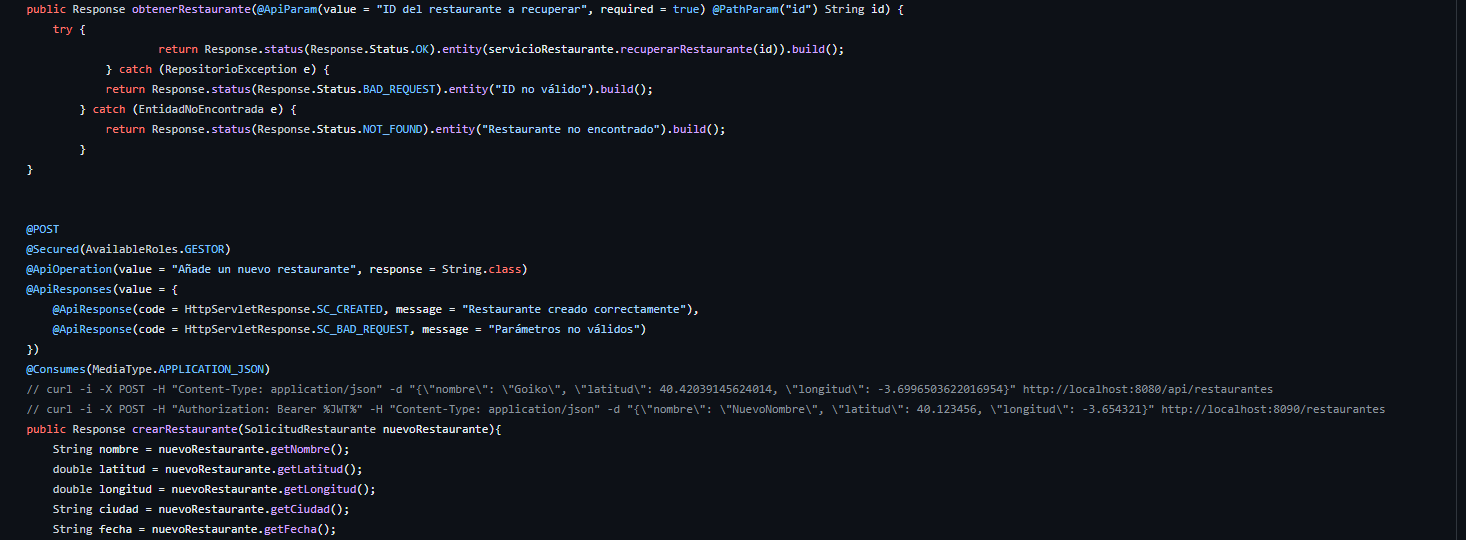 public Response obtenerRestaurante(@ApiParam(value = "ID del restaurante a recuperar", required = true) @PathParam("id") String id) {
try {
return Response.status(Response.Status.OK).entity(servicioRestaurante.recuperarRestaurante(id)).build();
} catch (RepositorioException e) {
return Response.status(Response.Status.BAD_REQUEST).entity("ID no válido").build();
} catch (EntidadNoEncontrada e) {
return Response.status(Response.Status.NOT_FOUND).entity("Restaurante no encontrado").build();
}
}
@POST
@Secured(AvailableRoles.GESTOR)
@ApiOperation(value = "Añade un nuevo restaurante", response = String.class)
@ApiResponses(value = {
@ApiResponse(code = HttpServletResponse.SC_CREATED, message = "Restaurante creado correctamente"),
@ApiResponse(code = HttpServletResponse.SC_BAD_REQUEST, message = "Parámetros no válidos")
})
@Consumes(MediaType.APPLICATION_JSON)
// curl -i -X POST -H "Content-Type: application/json" -d "{\"nombre\": \"Goiko\", \"latitud\": 40.42039145624014, \"longitud\": -3.6996503622016954}" http://localhost:8080/api/restaurantes
// curl -i -X POST -H "Authorization: Bearer %JWT%" -H "Content-Type: application/json" -d "{\"nombre\": \"NuevoNombre\", \"latitud\": 40.123456, \"longitud\": -3.654321}" http://localhost:8090/restaurantes
public Response crearRestaurante(SolicitudRestaurante nuevoRestaurante){
String nombre = nuevoRestaurante.getNombre();
double latitud = nuevoRestaurante.getLatitud();
double longitud = nuevoRestaurante.getLongitud();
String ciudad = nuevoRestaurante.getCiudad();
String fecha = nuevoRestaurante.getFecha();